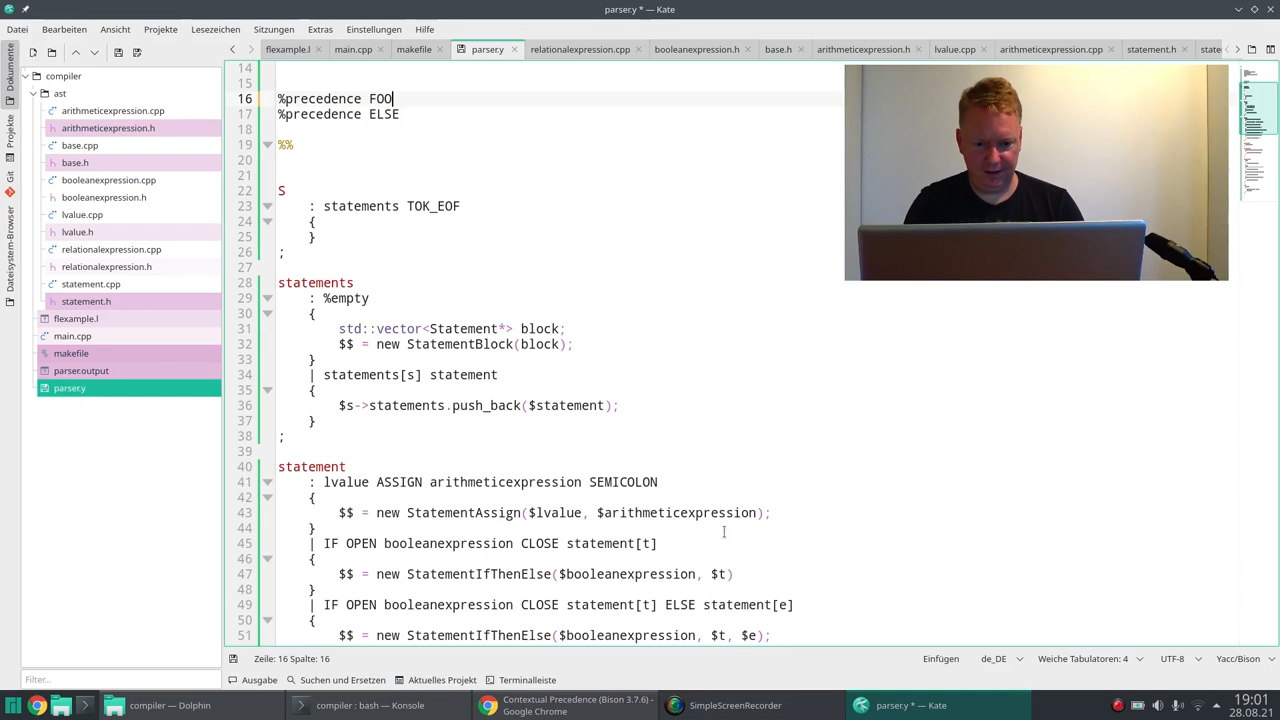 parser.y * — Kate
Datei Bearbeiten Ansicht Projekte Lesezeichen Sitzungen Extras Einstellungen Hilfe
flexample.l main.cpp makefile parser.y relationalexpression.cpp booleanexpression.h base.h arithmeticexpression.h lvalue.cpp arithmeticexpression.cpp statement.h
Dokumente
Projekte
Git
Dateisystem-Browser
compiler
ast
arithmeticexpression.cpp
arithmeticexpression.h
base.cpp
base.h
booleanexpression.cpp
booleanexpression.h
lvalue.cpp
lvalue.h
relationalexpression.cpp
relationalexpression.h
statement.cpp
statement.h
flexample.l
main.cpp
makefile
parser.output
parser.y
Filter...
14
15
16 %precedence FOO
17 %precedence ELSE
18
19 %%
20
21
22 S
23 : statements TOK_EOF
24 {
25 }
26 ;
27
28 statements
29 : %empty
30 {
31 std::vector<Statement*> block;
32 $$ = new StatementBlock(block);
33 }
34 | statements[s] statement
35 {
36 $s->statements.push_back($statement);
37 }
38 ;
39
40 statement
41 : lvalue ASSIGN arithmeticexpression SEMICOLON
42 {
43 $$ = new StatementAssign($lvalue, $arithmeticexpression);
44 }
45 | IF OPEN booleanexpression CLOSE statement[t]
46 {
47 $$ = new StatementIfThenElse($booleanexpression, $t)
48 }
49 | IF OPEN booleanexpression CLOSE statement[t] ELSE statement[e]
50 {
51 $$ = new StatementIfThenElse($booleanexpression, $t, $e);
Zeile: 16 Spalte: 16 Einfügen de_DE Weiche Tabulatoren: 4 UTF-8 Yacc/Bison
Ausgabe Suchen und Ersetzen Aktuelles Projekt Terminalleiste
compiler — Dolphin
compiler : bash — Konsole
Contextual Precedence (Bison 3.7.6) - Google Chrome
SimpleScreenRecorder
parser.y * — Kate
19:01
28.08.21